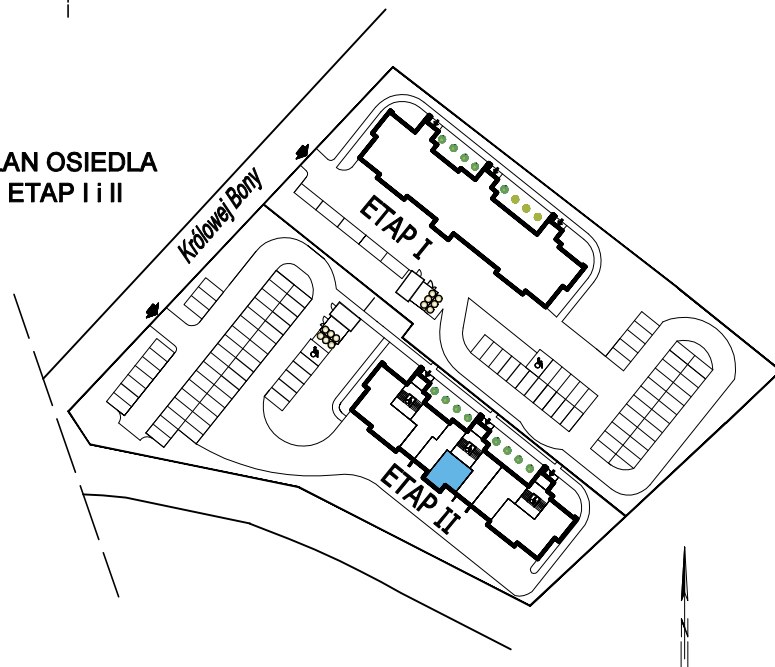 LAN OSIEDLA
ETAP I i II
Królowej Bony
ETAP I
ETAP II
N